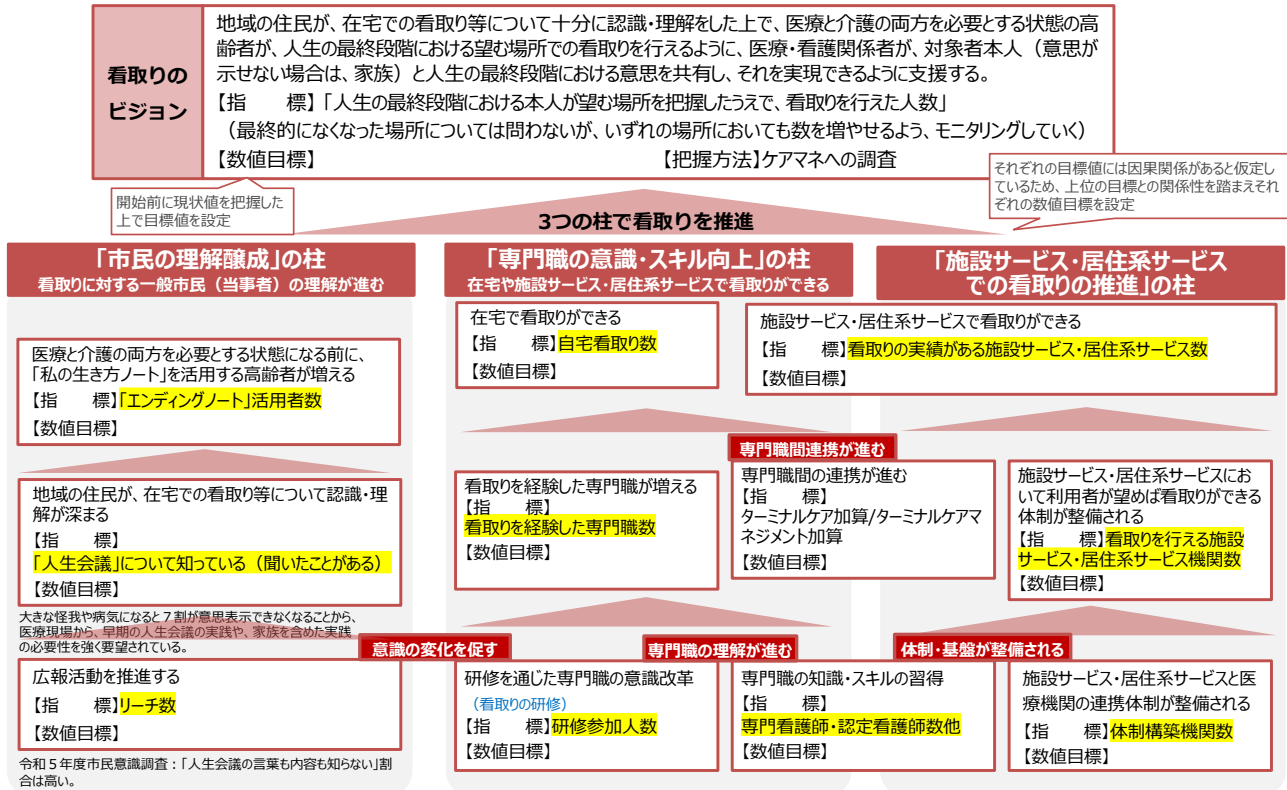 看取りの
ビジョン
地域の住民が、在宅での看取り等について十分に認識・理解をした上で、医療と介護の両方を必要とする状態の高
齢者が、人生の最終段階における望む場所での看取りを行えるように、医療・看護関係者が、対象者本人（意思が
示せない場合は、家族）と人生の最終段階における意思を共有し、それを実現できるように支援する。
【指　標】「人生の最終段階における本人が望む場所を把握したうえで、看取りを行えた人数」
（最終的になくなった場所については問わないが、いずれの場所においても数を増やせるよう、モニタリングしていく）
【数値目標】　【把握方法】ケアマネへの調査
開始前に現状値を把握した
上で目標値を設定
それぞれの目標値には因果関係があると仮定し
ているため、上位の目標との関係性を踏まえそれ
ぞれの数値目標を設定
3つの柱で看取りを推進
「市民の理解醸成」の柱
看取りに対する一般市民（当事者）の理解が進む
医療と介護の両方を必要とする状態になる前に、
「私の生き方ノート」を活用する高齢者が増える
【指　標】「エンディングノート」活用者数
【数値目標】
地域の住民が、在宅での看取り等について認識・理
解が深まる
【指　標】
「人生会議」について知っている（聞いたことがある）
【数値目標】
大きな怪我や病気になると７割が意思表示できなくなることから、
医療現場から、早期の人生会議の実践や、家族を含めた実践
の必要性を強く要望されている。
広報活動を推進する
【指　標】リーチ数
【数値目標】
令和５年度市民意識調査：「人生会議の言葉も内容も知らない」割
合は高い。
「専門職の意識・スキル向上」の柱
在宅や施設サービス・居住系サービスで看取りができる
「施設サービス・居住系サービス
での看取りの推進」の柱
在宅で看取りができる
【指　標】自宅看取り数
【数値目標】
施設サービス・居住系サービスで看取りができる
【指　標】看取りの実績がある施設サービス・居住系サービス数
【数値目標】
専門職間連携が進む
看取りを経験した専門職が増える
【指　標】
看取りを経験した専門職数
【数値目標】
専門職間の連携が進む
【指　標】
ターミナルケア加算/ターミナルケアマ
ネジメント加算
【数値目標】
施設サービス・居住系サービスにお
いて利用者が望めば看取りができる
体制が整備される
【指　標】看取りを行える施設
サービス・居住系サービス機関数
【数値目標】
意識の変化を促す
専門職の理解が進む
体制・基盤が整備される
研修を通じた専門職の意識改革
（看取りの研修）
【指　標】研修参加人数
【数値目標】
専門職の知識・スキルの習得
【指　標】
専門看護師・認定看護師数他
【数値目標】
施設サービス・居住系サービスと医
療機関の連携体制が整備される
【指　標】体制構築機関数
【数値目標】